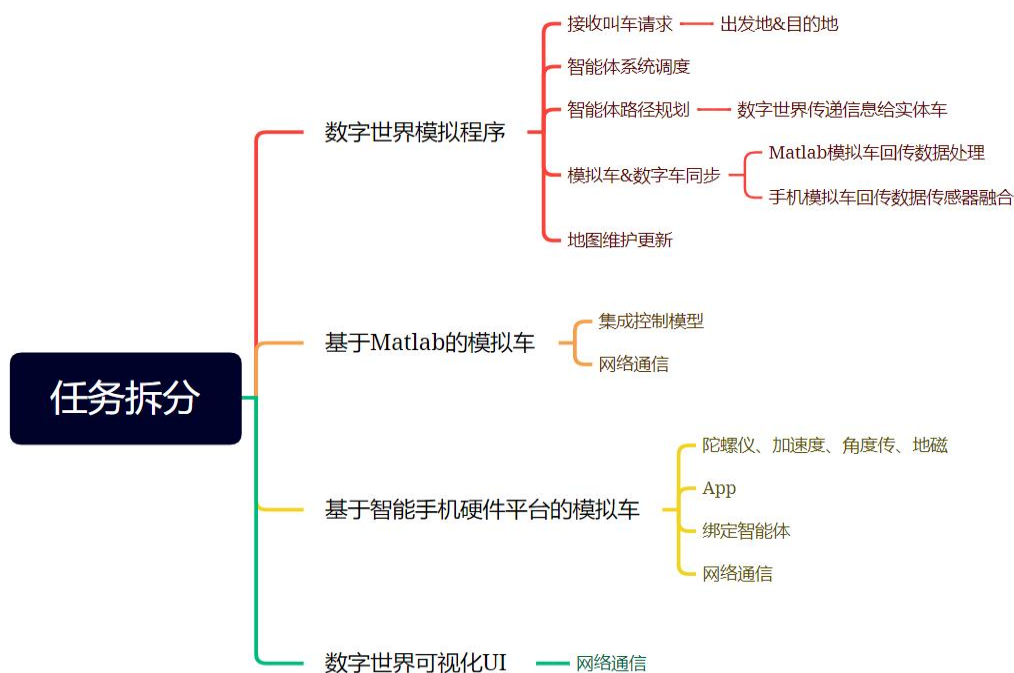 任务拆分
数字世界模拟程序
接收叫车请求
出发地&目的地
智能体系统调度
智能体路径规划
数字世界传递信息给实体车
模拟车&数字车同步
Matlab模拟车回传数据处理
手机模拟车回传数据传感器融合
地图维护更新
基于Matlab的模拟车
集成控制模型
网络通信
基于智能手机硬件平台的模拟车
陀螺仪、加速度、角度传、地磁
App
绑定智能体
网络通信
数字世界可视化UI
网络通信